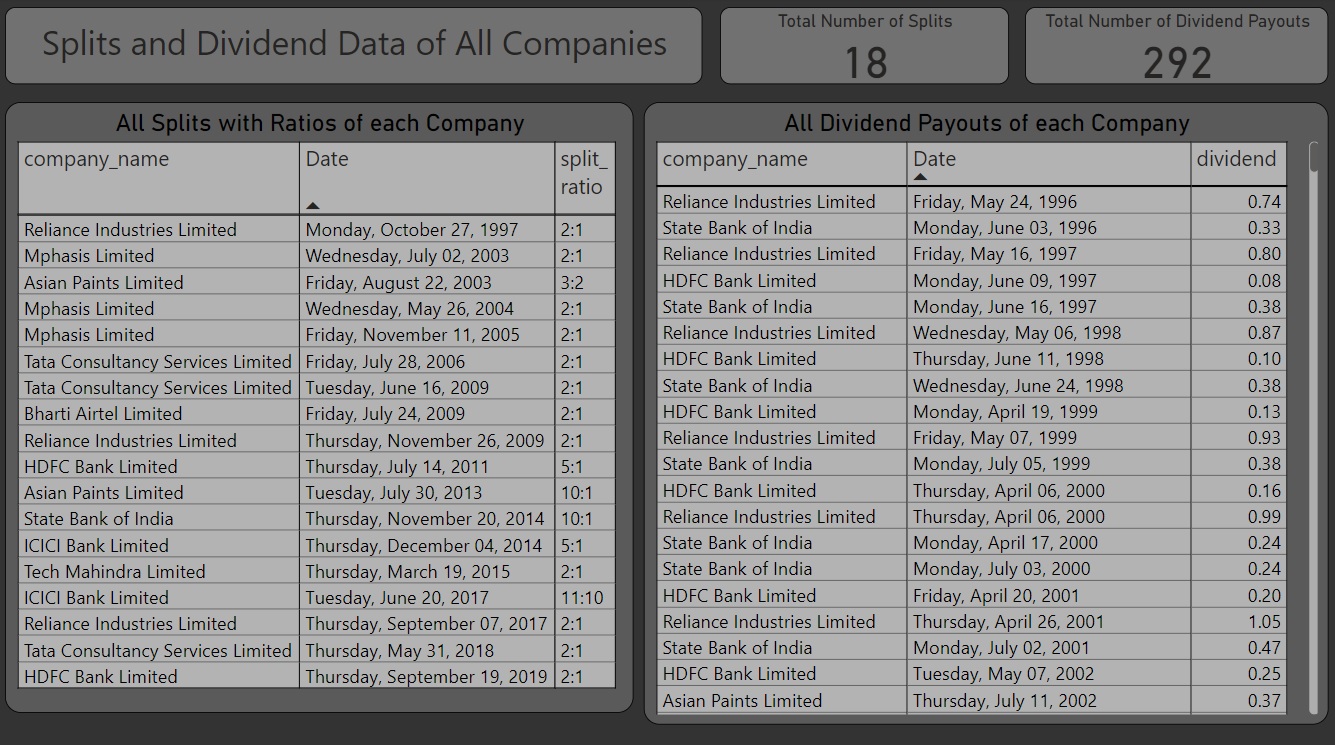 Splits and Dividend Data of All Companies
Total Number of Splits
18
Total Number of Dividend Payouts
292
All Splits with Ratios of each Company
company_name Date split_
ratio
Reliance Industries Limited Monday, October 27, 1997 2:1
Mphasis Limited Wednesday, July 02, 2003 2:1
Asian Paints Limited Friday, August 22, 2003 3:2
Mphasis Limited Wednesday, May 26, 2004 2:1
Mphasis Limited Friday, November 11, 2005 2:1
Tata Consultancy Services Limited Friday, July 28, 2006 2:1
Tata Consultancy Services Limited Tuesday, June 16, 2009 2:1
Bharti Airtel Limited Friday, July 24, 2009 2:1
Reliance Industries Limited Thursday, November 26, 2009 2:1
HDFC Bank Limited Thursday, July 14, 2011 5:1
Asian Paints Limited Tuesday, July 30, 2013 10:1
State Bank of India Thursday, November 20, 2014 10:1
ICICI Bank Limited Thursday, December 04, 2014 5:1
Tech Mahindra Limited Thursday, March 19, 2015 2:1
ICICI Bank Limited Tuesday, June 20, 2017 11:10
Reliance Industries Limited Thursday, September 07, 2017 2:1
Tata Consultancy Services Limited Thursday, May 31, 2018 2:1
HDFC Bank Limited Thursday, September 19, 2019 2:1
All Dividend Payouts of each Company
company_name Date dividend
Reliance Industries Limited Friday, May 24, 1996 0.74
State Bank of India Monday, June 03, 1996 0.33
Reliance Industries Limited Friday, May 16, 1997 0.80
HDFC Bank Limited Monday, June 09, 1997 0.08
State Bank of India Monday, June 16, 1997 0.38
Reliance Industries Limited Wednesday, May 06, 1998 0.87
HDFC Bank Limited Thursday, June 11, 1998 0.10
State Bank of India Wednesday, June 24, 1998 0.38
HDFC Bank Limited Monday, April 19, 1999 0.13
Reliance Industries Limited Friday, May 07, 1999 0.93
State Bank of India Monday, July 05, 1999 0.38
HDFC Bank Limited Thursday, April 06, 2000 0.16
Reliance Industries Limited Thursday, April 06, 2000 0.99
State Bank of India Monday, April 17, 2000 0.24
State Bank of India Monday, July 03, 2000 0.24
HDFC Bank Limited Friday, April 20, 2001 0.20
Reliance Industries Limited Thursday, April 26, 2001 1.05
State Bank of India Monday, July 02, 2001 0.47
HDFC Bank Limited Tuesday, May 07, 2002 0.25
Asian Paints Limited Thursday, July 11, 2002 0.37